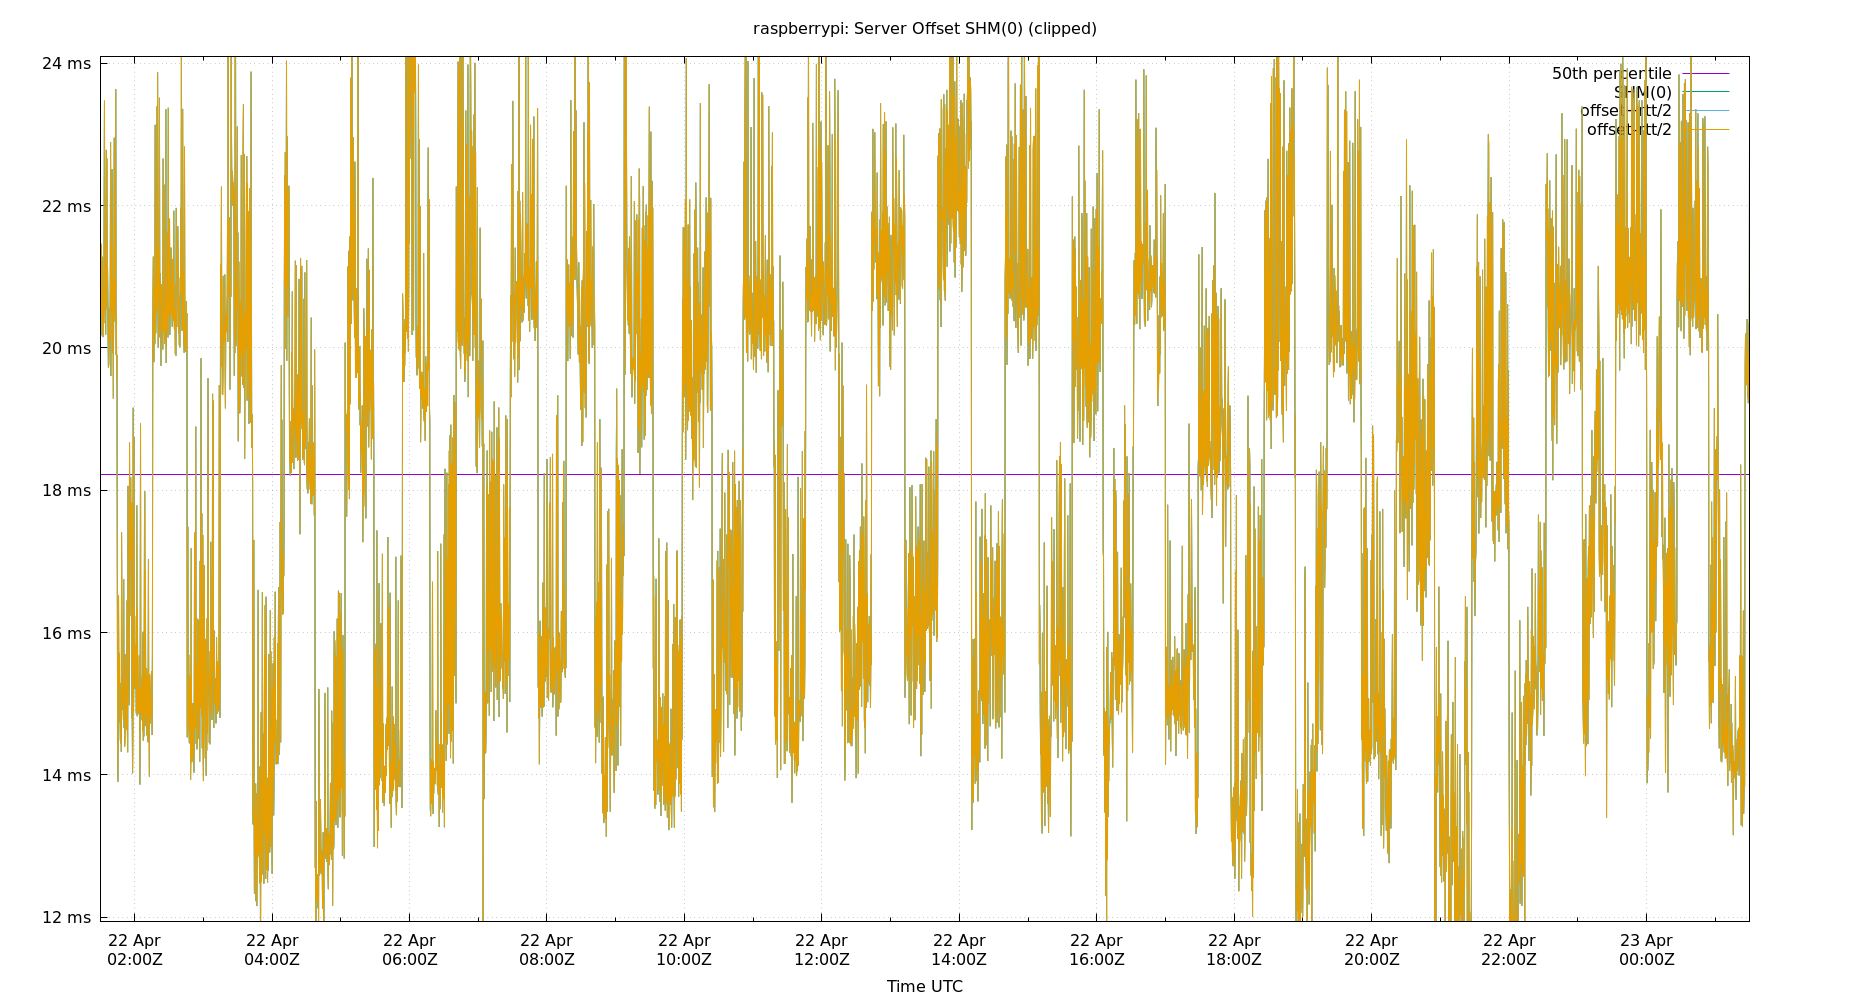 raspberrypi: Server Offset SHM(0) (clipped)
24 ms
22 ms
20 ms
18 ms
16 ms
14 ms
12 ms
50th percentile
SHM(0)
offset-rtt/2
offset+rtt/2
22 Apr 22 Apr 22 Apr 22 Apr 22 Apr 22 Apr 22 Apr 22 Apr 22 Apr 22 Apr 22 Apr 23 Apr
02:00Z 04:00Z 06:00Z 08:00Z 10:00Z 12:00Z 14:00Z 16:00Z 18:00Z 20:00Z 22:00Z 00:00Z
Time UTC